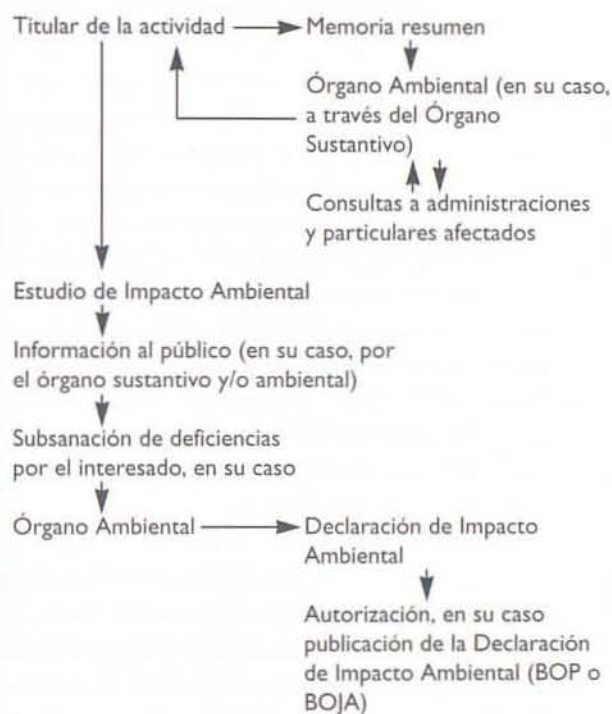 Titular de la actividad
Memoria resumen
Órgano Ambiental (en su caso,
a través del Órgano
Sustantivo)
Consultas a administraciones
y particulares afectados
Estudio de Impacto Ambiental
Información al público (en su caso, por
el órgano sustantivo y/o ambiental)
Subsanación de deficiencias
por el interesado, en su caso
Órgano Ambiental
Declaración de Impacto
Ambiental
Autorización, en su caso
publicación de la Declaración
de Impacto Ambiental (BOP o
BOJA)